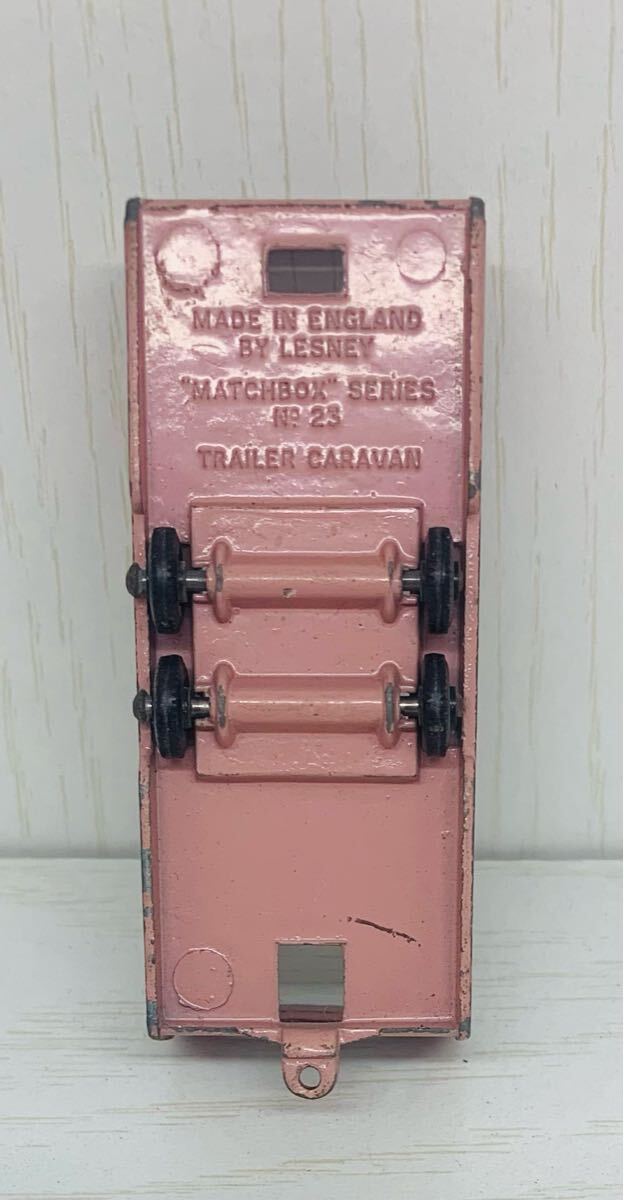 MADE IN ENGLAND
BY LESNEY
"MATCHBOX" SERIES
Nº 23
TRAILER CARAVAN